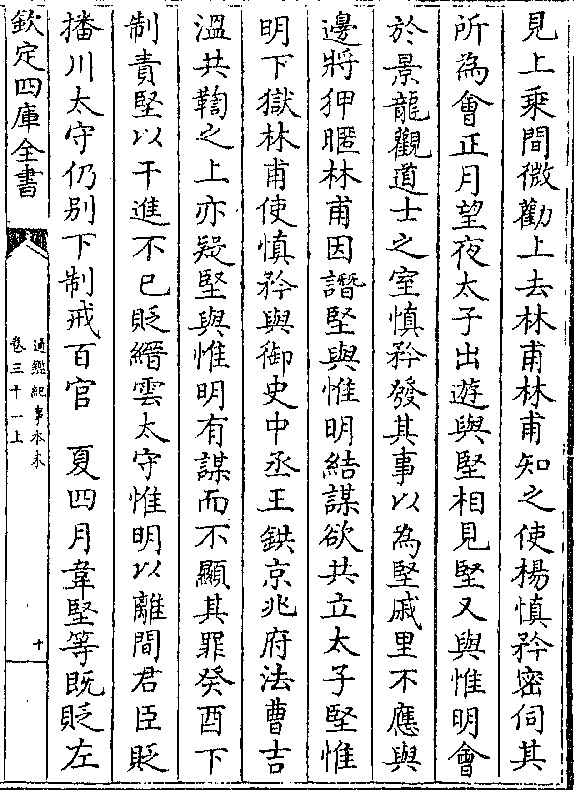 見上乘間微勸上去林甫林甫知之使楊慎矜密伺其
所為會正月望夜太子出遊與堅相見堅又與惟明會
於景龍觀道士之室慎矜發其事以為堅戚里不應與
邊將狎暱林甫因譖堅與惟明結謀欲共立太子堅惟
明下獄林甫使慎矜與御史中丞王鉷京兆府法曹吉
溫共鞫之上亦疑堅與惟明有謀而不顯其罪癸酉下
制責堅以干進不已貶縉雲太守惟明以離間君臣貶
播川太守仍别下制戒百官　夏四月韋堅等既貶左
欽定四庫全書
通鑑紀事本末
卷三十一上
十